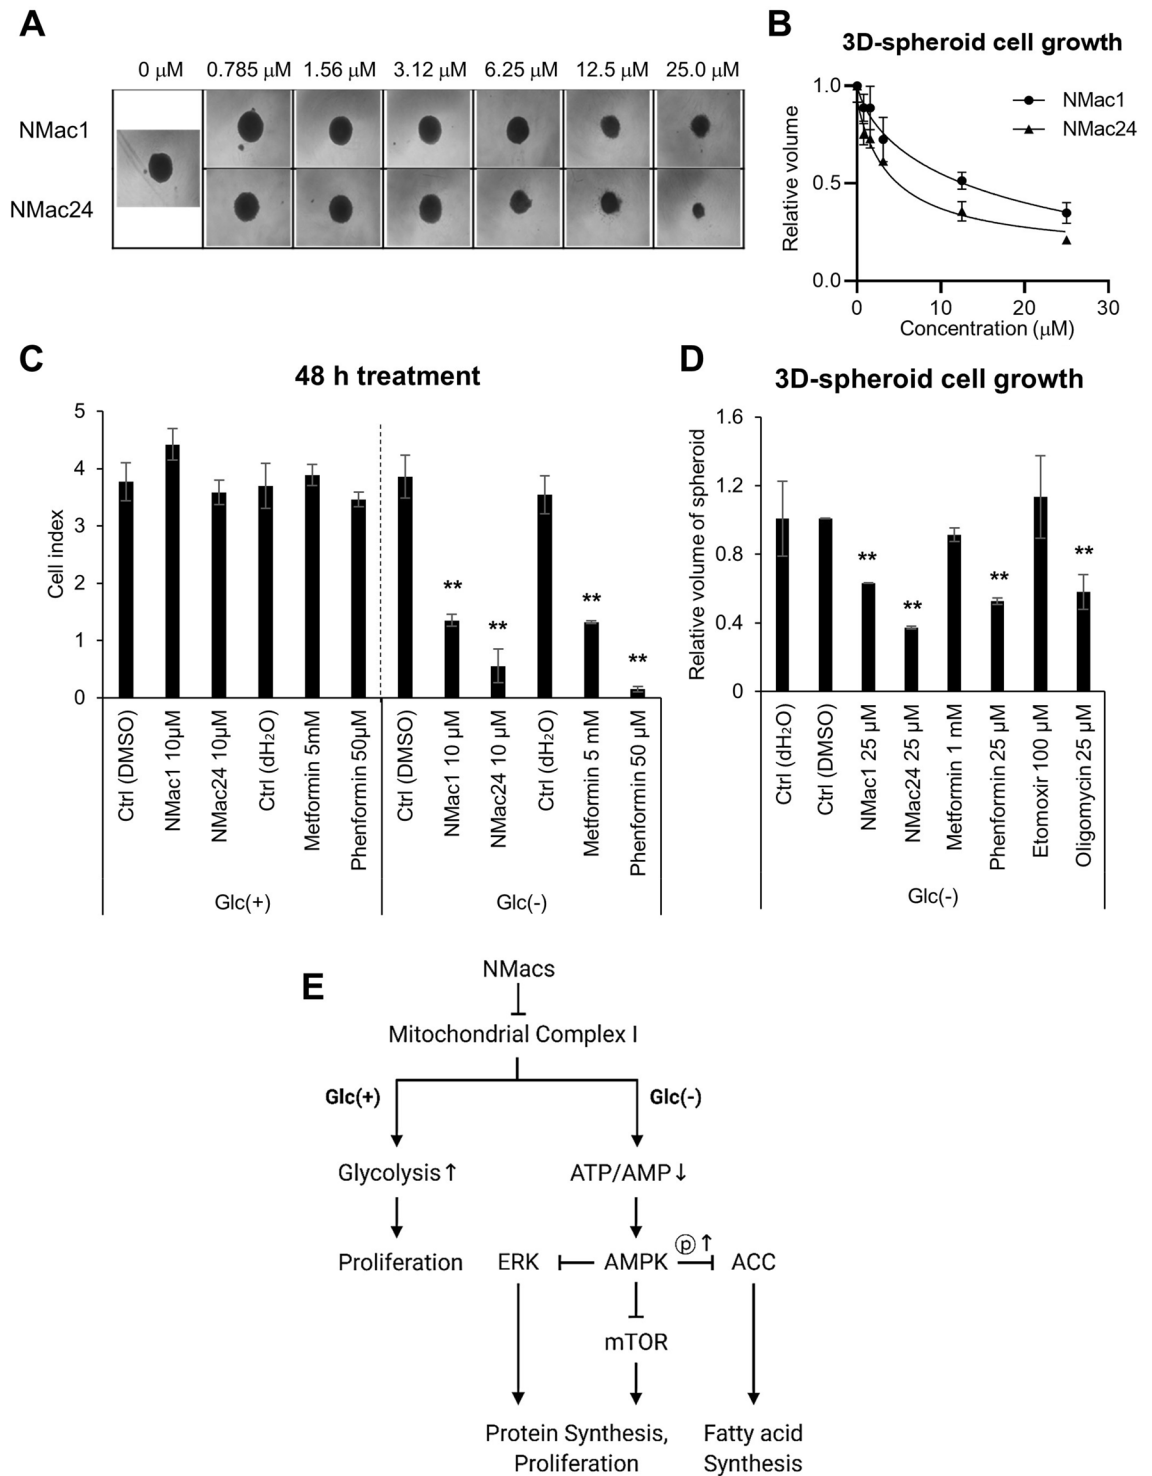 A
0 μM 0.785 μM 1.56 μM 3.12 μM 6.25 μM 12.5 μM 25.0 μM
NMac1
NMac24
B
3D-spheroid cell growth
Relative volume
1.0
0.5
0.0
0 10 20 30
Concentration (μM)
NMac1
NMac24
C
48 h treatment
Cell index
5
4
3
2
1
0
** ** ** **
Ctrl (DMSO)
NMac1 10μM
NMac24 10μM
Ctrl (dH₂O)
Metformin 5mM
Phenformin 50μM
Ctrl (DMSO)
NMac1 10 μM
NMac24 10 μM
Ctrl (dH₂O)
Metformin 5 mM
Phenformin 50 μM
Glc(+) Glc(-)
D
3D-spheroid cell growth
Relative volume of spheroid
1.6
1.2
0.8
0.4
0
** ** ** **
Ctrl (dH₂O)
Ctrl (DMSO)
NMac1 25 μM
NMac24 25 μM
Metformin 1 mM
Phenformin 25 μM
Etomoxir 100 μM
Oligomycin 25 μM
Glc(-)
E
NMacs
Mitochondrial Complex I
Glc(+) Glc(-)
Glycolysis↑ ATP/AMP↓
ⓟ↑
Proliferation ERK AMPK ACC
mTOR
Protein Synthesis, Fatty acid
Proliferation Synthesis